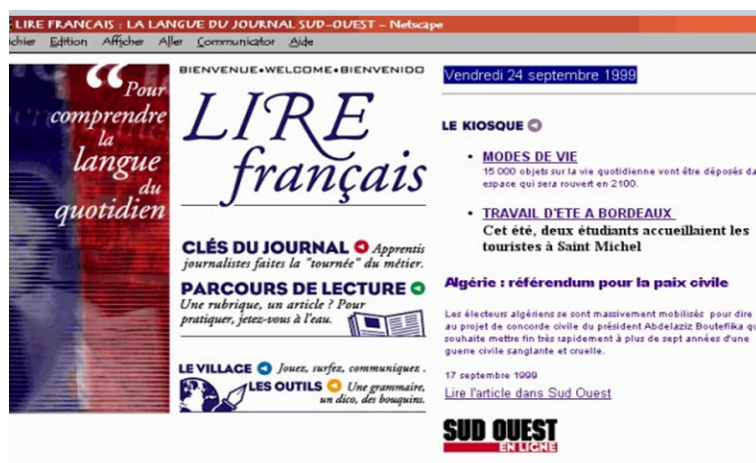 LIRE FRANÇAIS : LA LANGUE DU JOURNAL SUD-OUEST - Netscape
Edition Afficher Aller Communicator Aide
“ Pour
comprendre
la
langue
du
quotidien
BIENVENUE•WELCOME•BIENVENIDO
LIRE
français
CLÉS DU JOURNAL Apprentis
journalistes faites la "tournée" du métier.
PARCOURS DE LECTURE
Une rubrique, un article ? Pour
pratiquer, jetez-vous à l'eau.
LE VILLAGE Jouez, surfez, communiquez .
LES OUTILS Une grammaire,
un dico, des bouquins.
Vendredi 24 septembre 1999
LE KIOSQUE
• MODES DE VIE
15 000 objets sur la vie quotidienne vont être déposés
espace qui sera rouvert en 2100.
• TRAVAIL D'ETE A BORDEAUX
Cet été, deux étudiants accueillaient les
touristes à Saint Michel
Algérie : référendum pour la paix civile
Les électeurs algériens se sont massivement mobilisés pour dire
au projet de concorde civile du président Abdelaziz Bouteflika
souhaite mettre fin très rapidement à plus de sept années d'une
guerre civile sanglante et cruelle.
17 septembre 1999
Lire l'article dans Sud Ouest
SUD OUEST
EN LIGNE